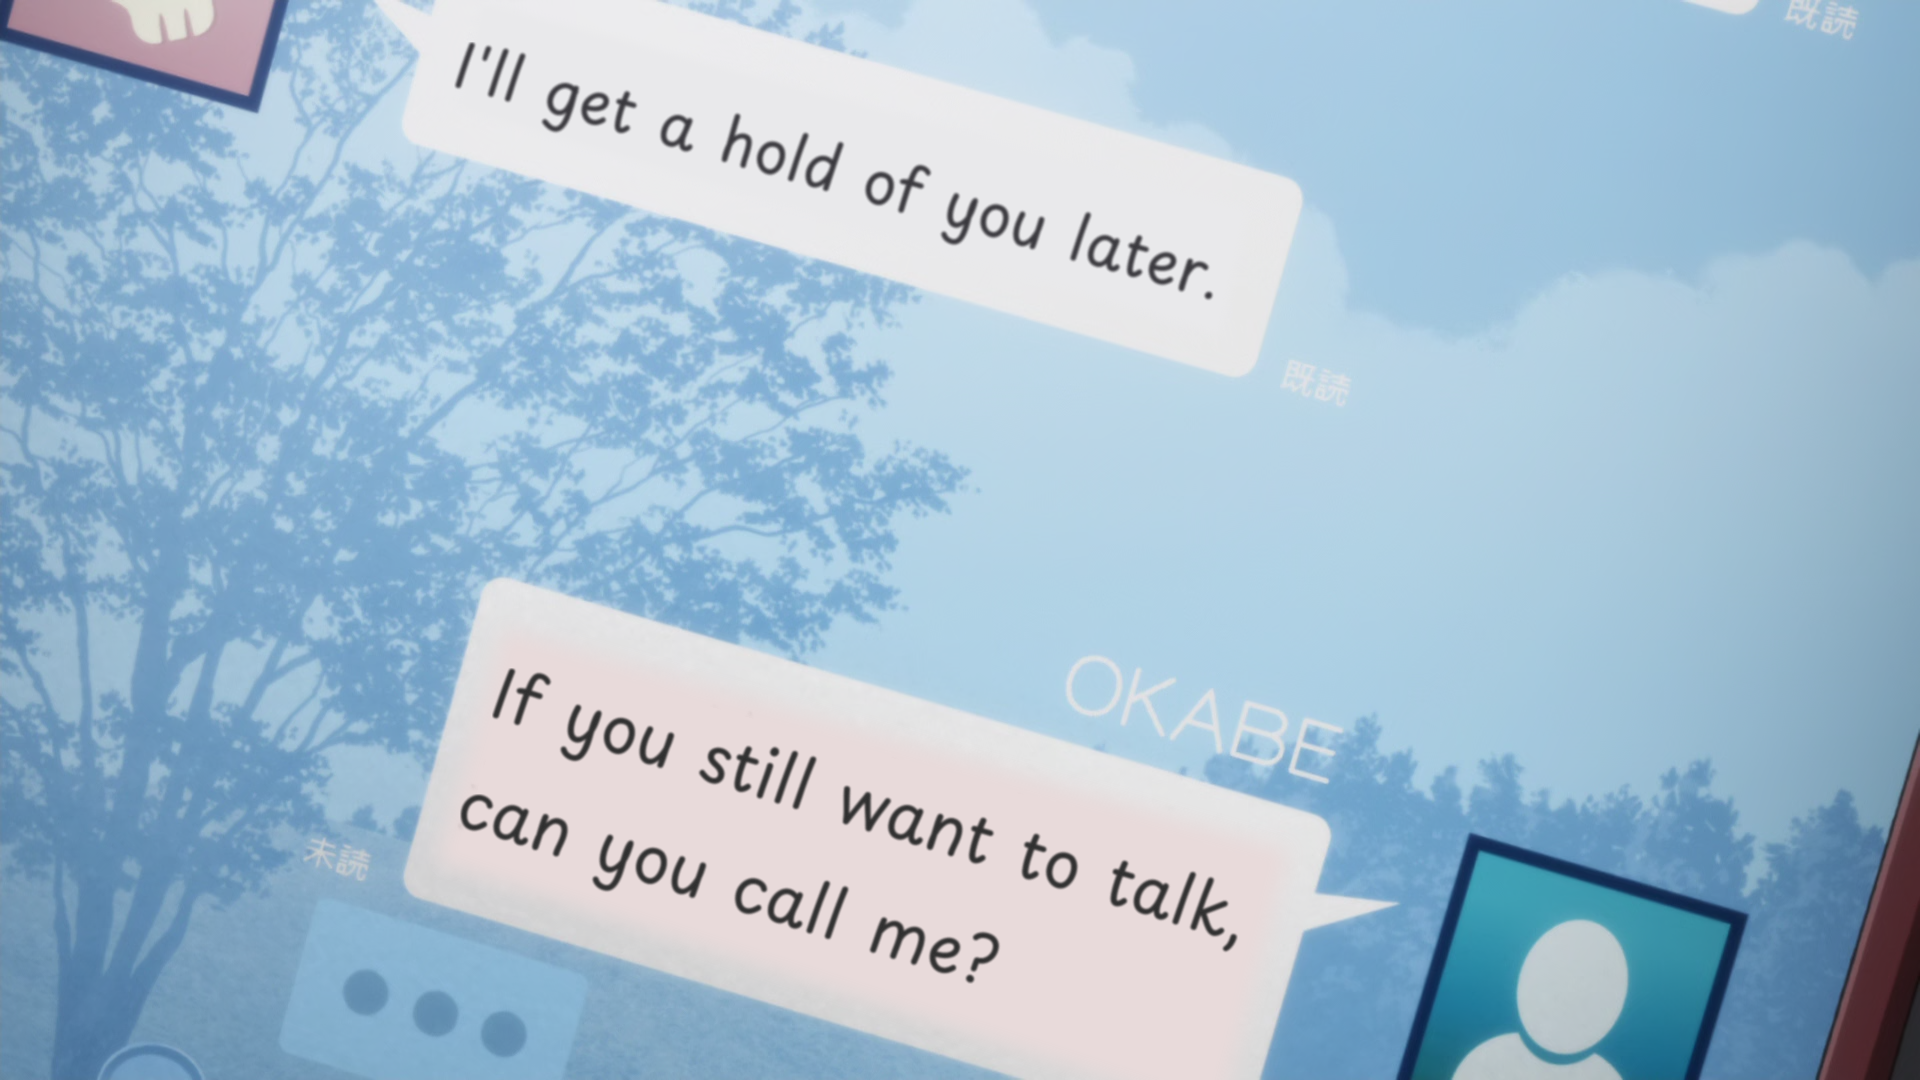 既読
I'll get a hold of you later.
既読
OKABE
If you still want to talk,
can you call me?
未読